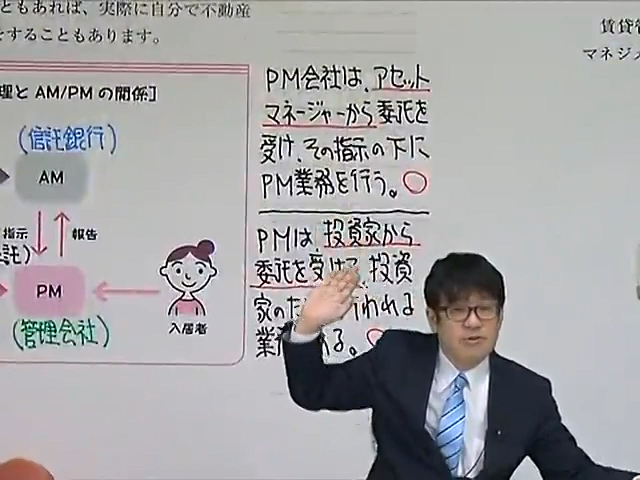 ともあれば、実際に自分で不動産
をすることもあります。
理と AM/PM の関係］
(信託銀行)
AM
指示
報告
託)
PM
(管理会社)
入居者
PM会社は、アセット
マネージャーから委託を
受け、その指示の下に
PM業務を行う。○
PMは、投資家から
委託を受けて、投資
家のた 行われる
業 る。
賃貸管
マネジメ